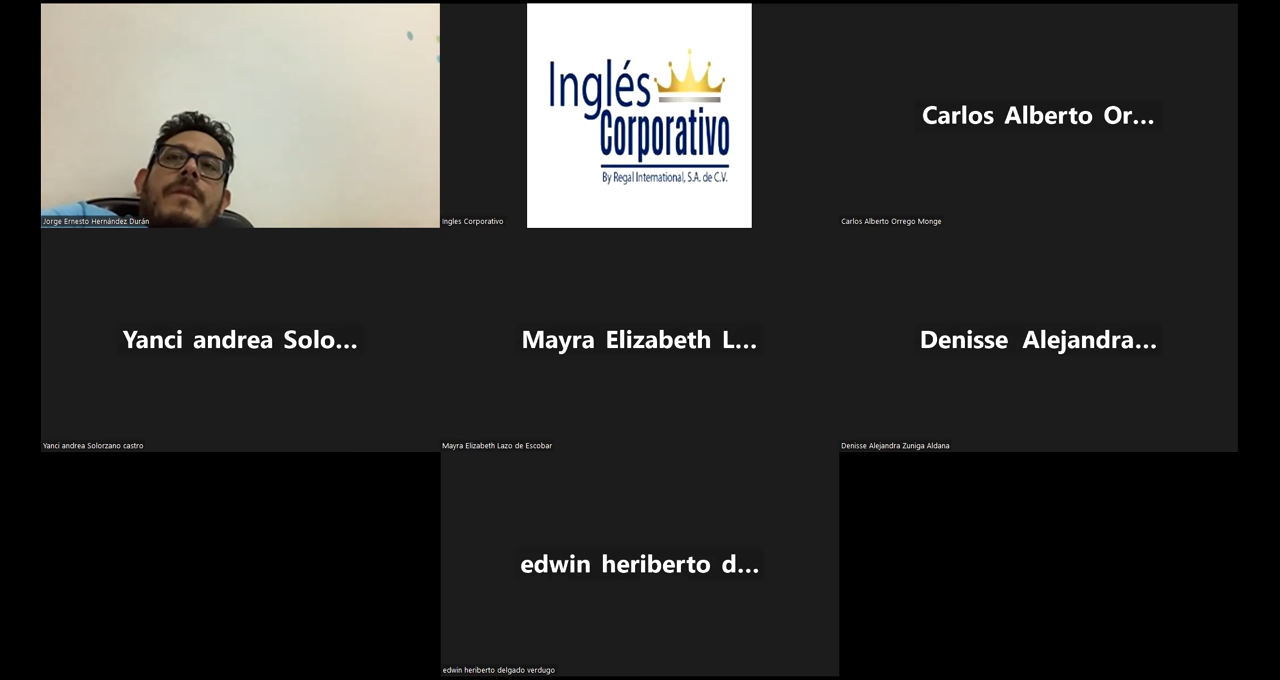 Inglés
Corporativo
By Regal International, S.A. de C.V.
Carlos Alberto Or...
Jorge Ernesto Hernández Durán
Ingles Corporativo
Carlos Alberto Orrego Monge
Yanci andrea Solo...
Mayra Elizabeth L...
Denisse Alejandra...
Yanci andrea Solorzano castro
Mayra Elizabeth Lazo de Escobar
Denisse Alejandra Zuniga Aldana
edwin heriberto d...
edwin heriberto delgado verdugo